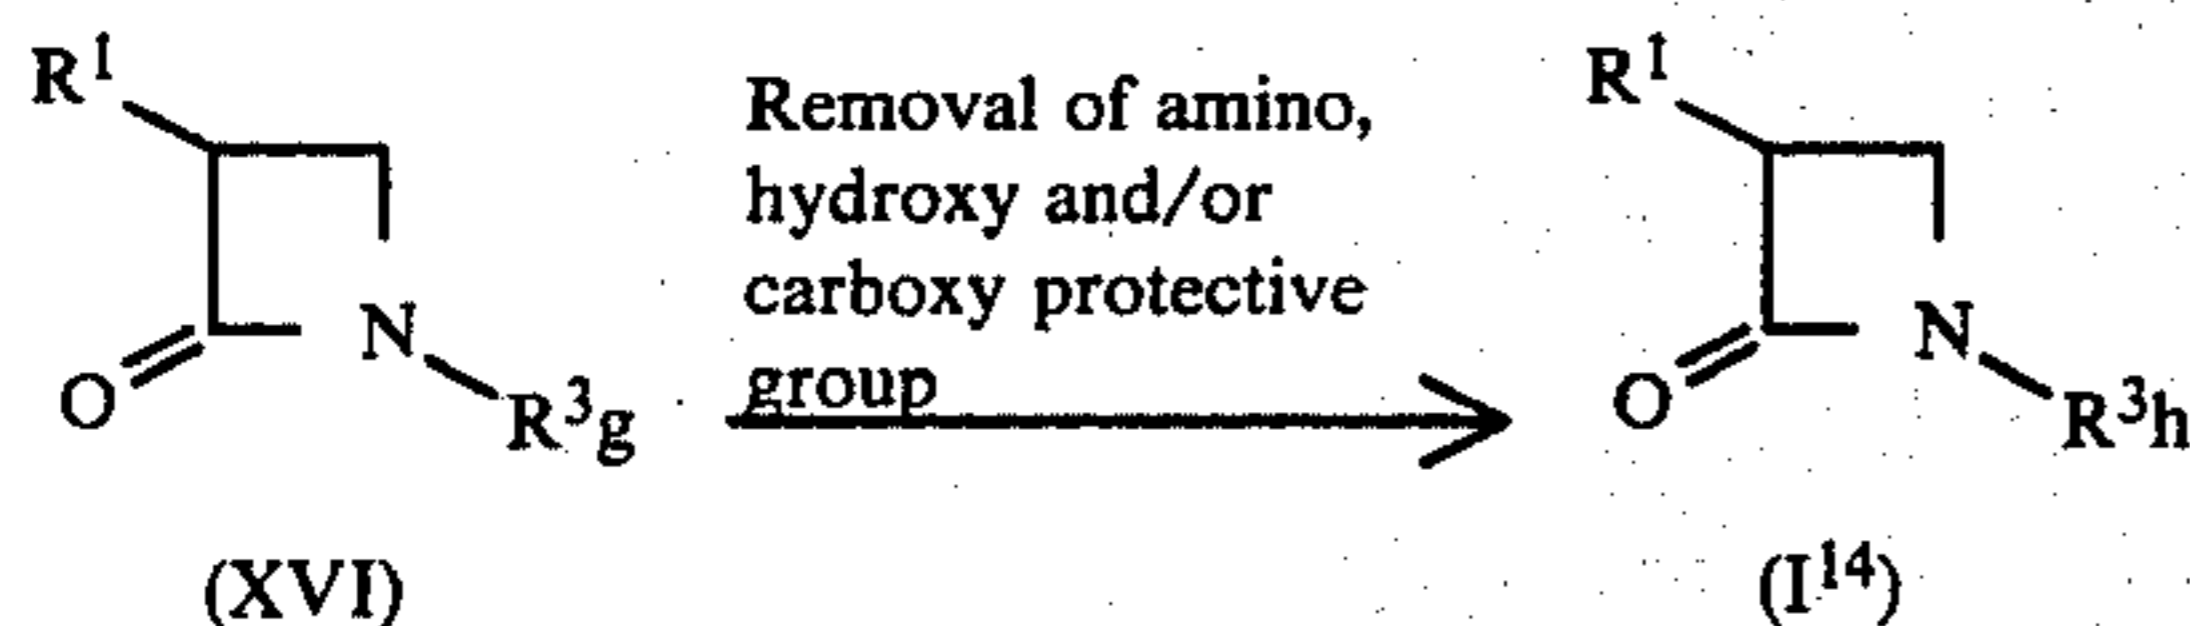 R¹
Removal of amino,
hydroxy and/or
carboxy protective
group
O
N
R³g
(XVI)
R¹
O
N
R³h
(I¹⁴)